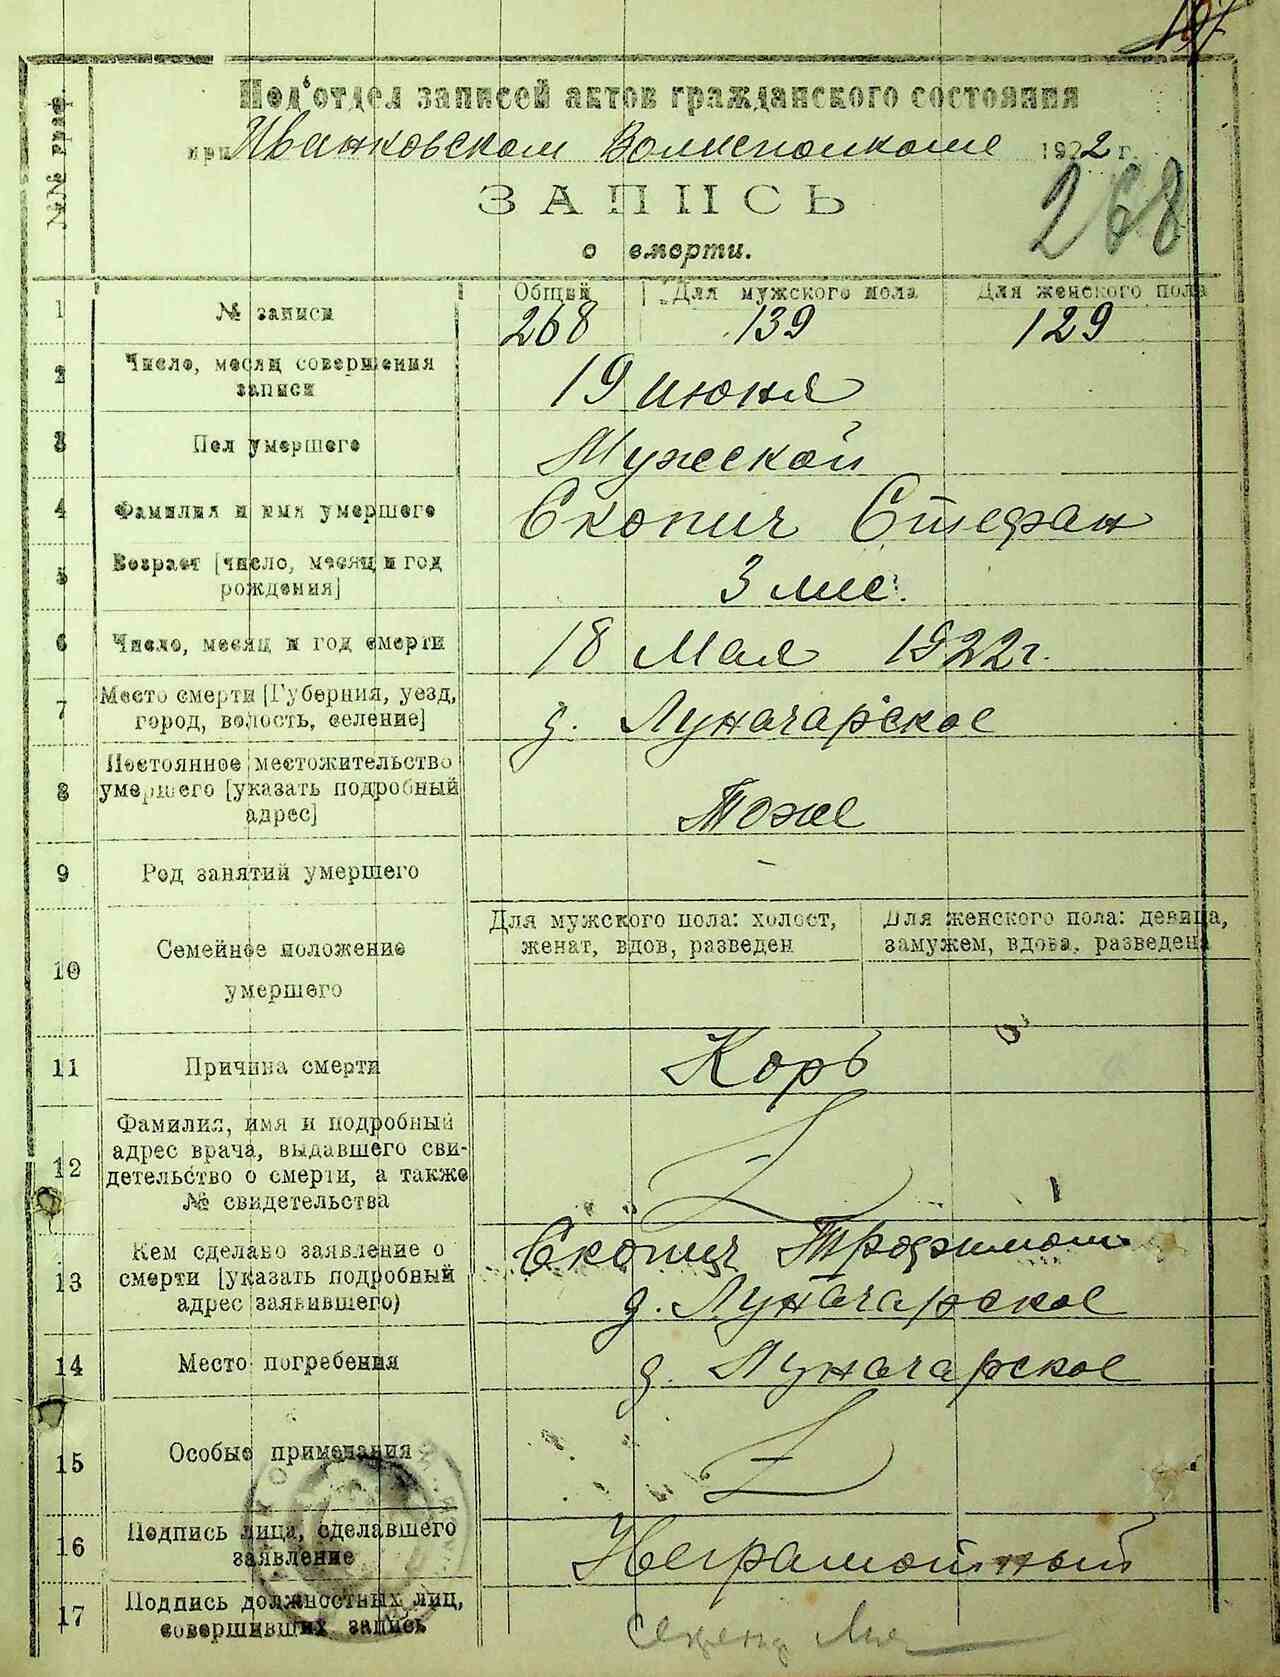 197
№№ граф.
Под'отдел записей актов гражданского состояния
при Иванковском Волисполкоме 1922 г.
ЗАПИСЬ
о смерти.
268
1 № записи
Общий Для мужского пола Для женского пола
268 139 129
2 Число, месяц совершения
записи
19 июня
3 Пол умершего
Мужской
4 Фамилия и имя умершего
Скопич Стефан
5 Возраст [число, месяц и год
рождения]
3 мес.
6 Число, месяц и год смерти
18 Мая 1922 г.
7 Место смерти [Губерния, уезд,
город, волость, селение]
д. Луначарское
8 Постоянное местожительство
умершего [указать подробный
адрес]
Тоже
9 Род занятий умершего
-
10 Семейное положение
умершего
Для мужского пола: холост,
женат, вдов, разведен
Для женского пола: девица,
замужем, вдова, разведена
11 Причина смерти
Корь
12 Фамилия, имя и подробный
адрес врача, выдавшего сви-
детельство о смерти, а также
№ свидетельства
13 Кем сделано заявление о
смерти [указать подробный
адрес заявившего)
Скопич Трофимом
д. Луначарское
14 Место погребения
д. Луначарское
15 Особые примечания
16 Подпись лица, сделавшего
заявление
Неграмотный
17 Подпись должностных лиц,
совершивших запись